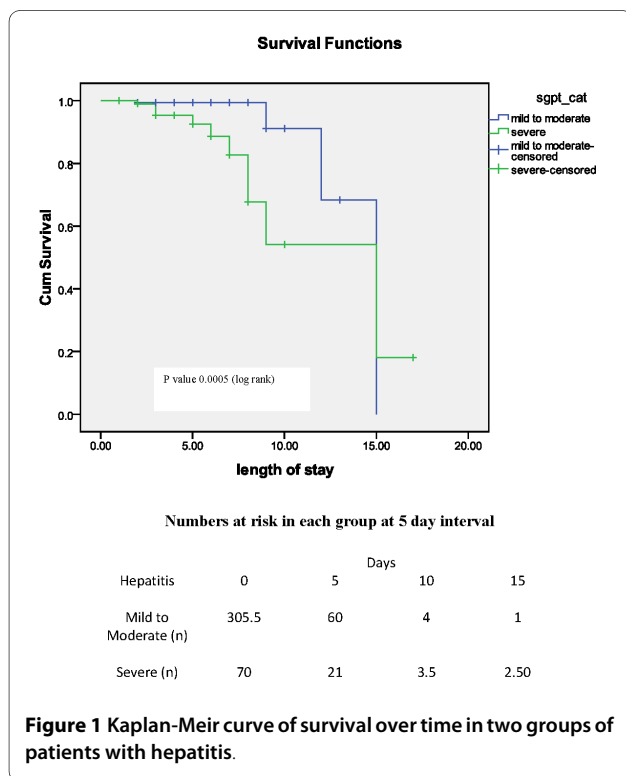 Survival Functions
sgpt_cat
mild to moderate
severe
mild to moderate-
censored
severe-censored
Cum Survival
1.0
0.8
0.6
0.4
0.2
0.0
P value 0.0005 (log rank)
0.00 5.00 10.00 15.00 20.00
length of stay
Numbers at risk in each group at 5 day interval
Days
Hepatitis 0 5 10 15
Mild to
Moderate (n) 305.5 60 4 1
Severe (n) 70 21 3.5 2.50
Figure 1 Kaplan-Meir curve of survival over time in two groups of
patients with hepatitis.